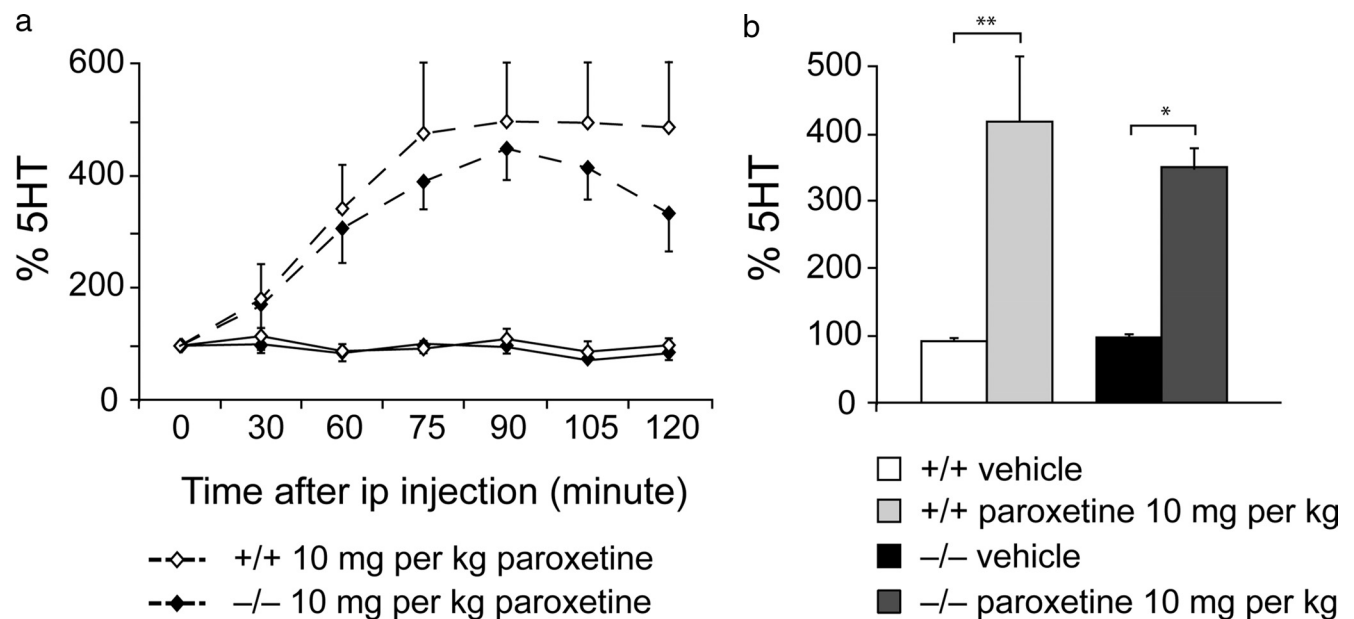 a
600
400
200
0
% 5HT
0 30 60 75 90 105 120
Time after ip injection (minute)
+/+ 10 mg per kg paroxetine
–/– 10 mg per kg paroxetine
b
**
*
500
400
300
200
100
0
% 5HT
+/+ vehicle
+/+ paroxetine 10 mg per kg
–/– vehicle
–/– paroxetine 10 mg per kg